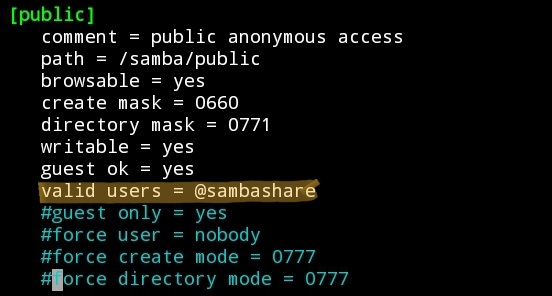 [public]
comment = public anonymous access
path = /samba/public
browsable = yes
create mask = 0660
directory mask = 0771
writable = yes
guest ok = yes
valid users = @sambashare
#guest only = yes
#force user = nobody
#force create mode = 0777
#force directory mode = 0777